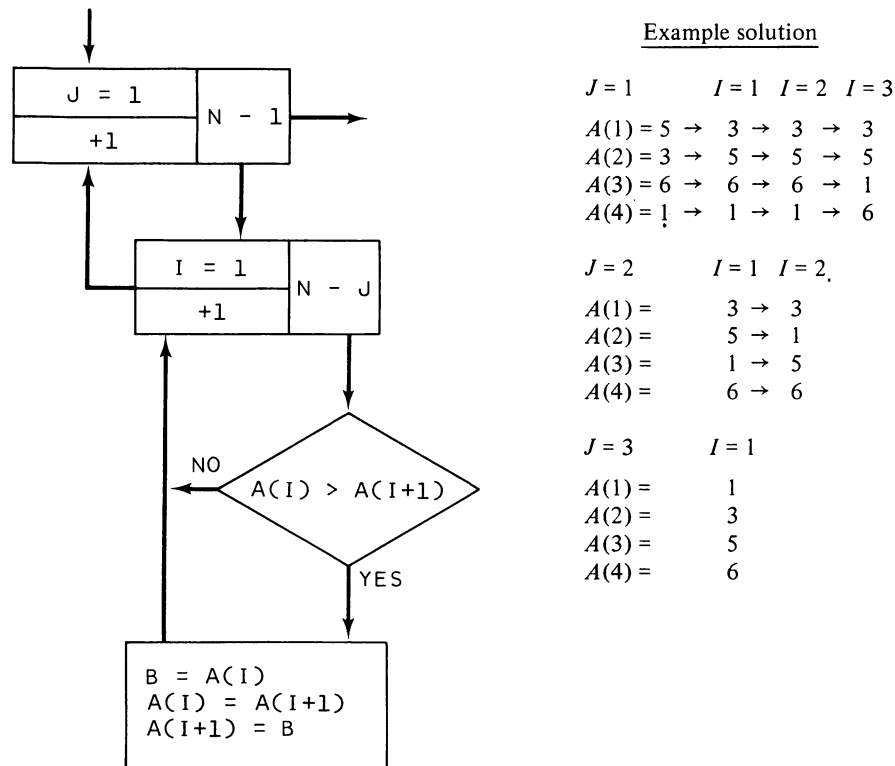 J = 1
+1
N - 1
I = 1
+1
N - J
NO
A(I) > A(I+1)
YES
B = A(I)
A(I) = A(I+1)
A(I+1) = B
Example solution
J = 1 I = 1 I = 2 I = 3
A(1) = 5 → 3 → 3 → 3
A(2) = 3 → 5 → 5 → 5
A(3) = 6 → 6 → 6 → 1
A(4) = 1 → 1 → 1 → 6
J = 2 I = 1 I = 2
A(1) = 3 → 3
A(2) = 5 → 1
A(3) = 1 → 5
A(4) = 6 → 6
J = 3 I = 1
A(1) = 1
A(2) = 3
A(3) = 5
A(4) = 6